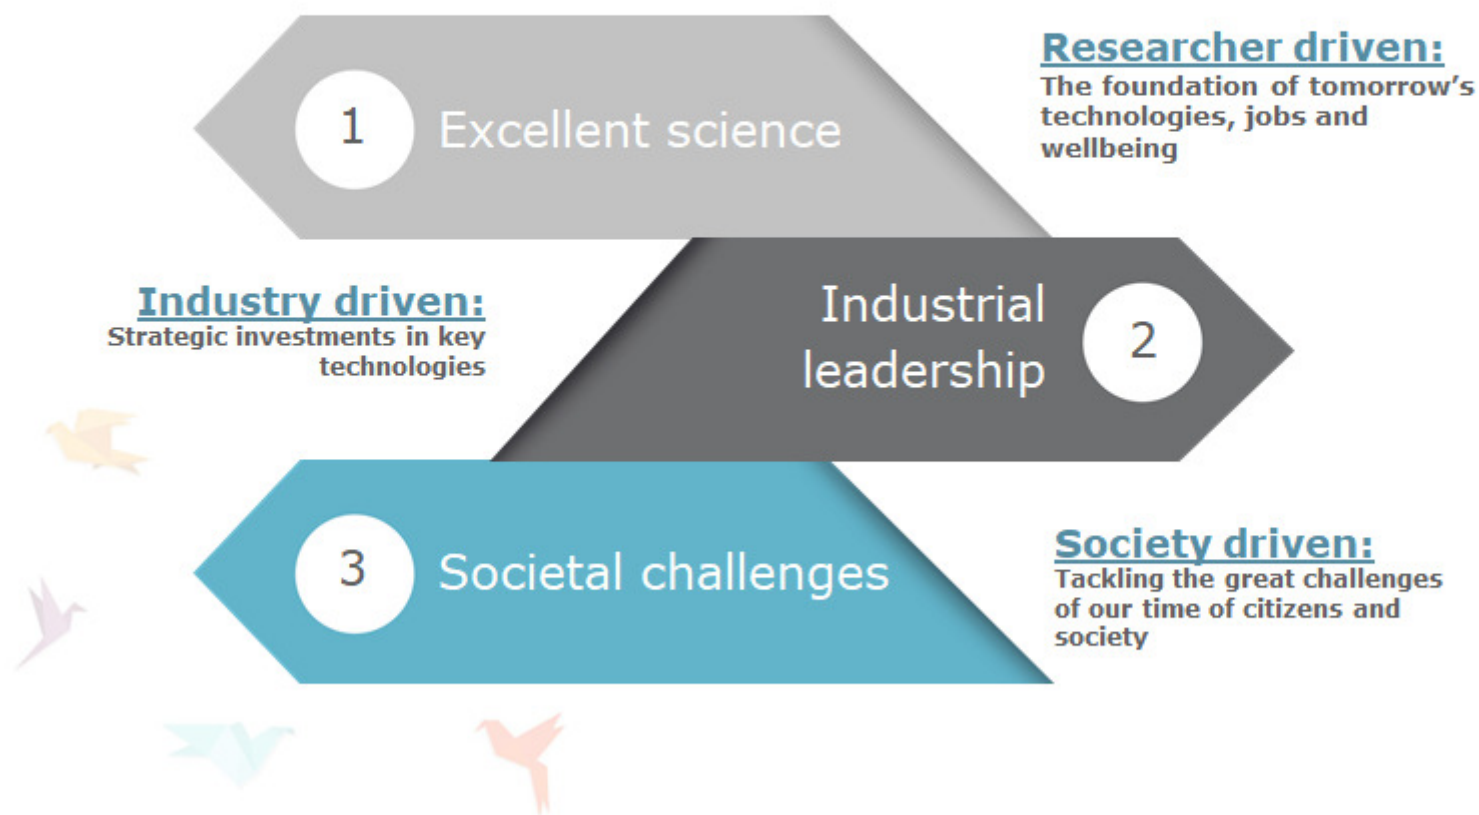 1
Excellent science
Researcher driven:
The foundation of tomorrow’s
technologies, jobs and
wellbeing
Industry driven:
Strategic investments in key
technologies
Industrial
leadership
2
3
Societal challenges
Society driven:
Tackling the great challenges
of our time of citizens and
society